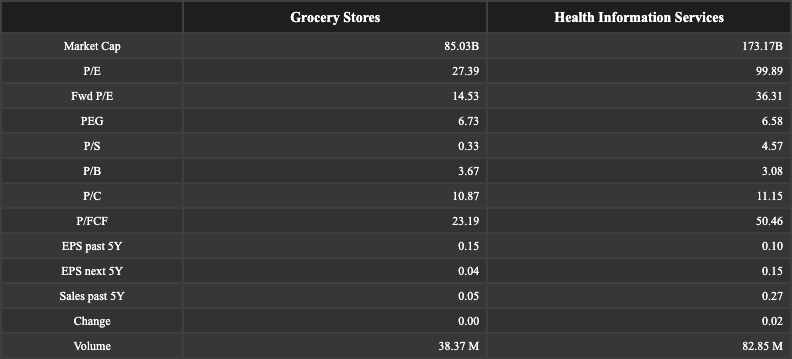 Grocery Stores Health Information Services
Market Cap 85.03B 173.17B
P/E 27.39 99.89
Fwd P/E 14.53 36.31
PEG 6.73 6.58
P/S 0.33 4.57
P/B 3.67 3.08
P/C 10.87 11.15
P/FCF 23.19 50.46
EPS past 5Y 0.15 0.10
EPS next 5Y 0.04 0.15
Sales past 5Y 0.05 0.27
Change 0.00 0.02
Volume 38.37 M 82.85 M